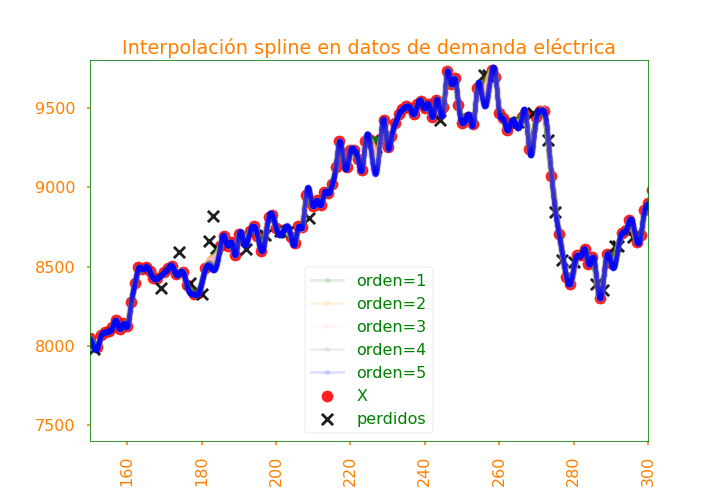 Interpolación spline en datos de demanda eléctrica
9500
9000
8500
8000
7500
orden=1
orden=2
orden=3
orden=4
orden=5
X
perdidos
160
180
200
220
240
260
280
300